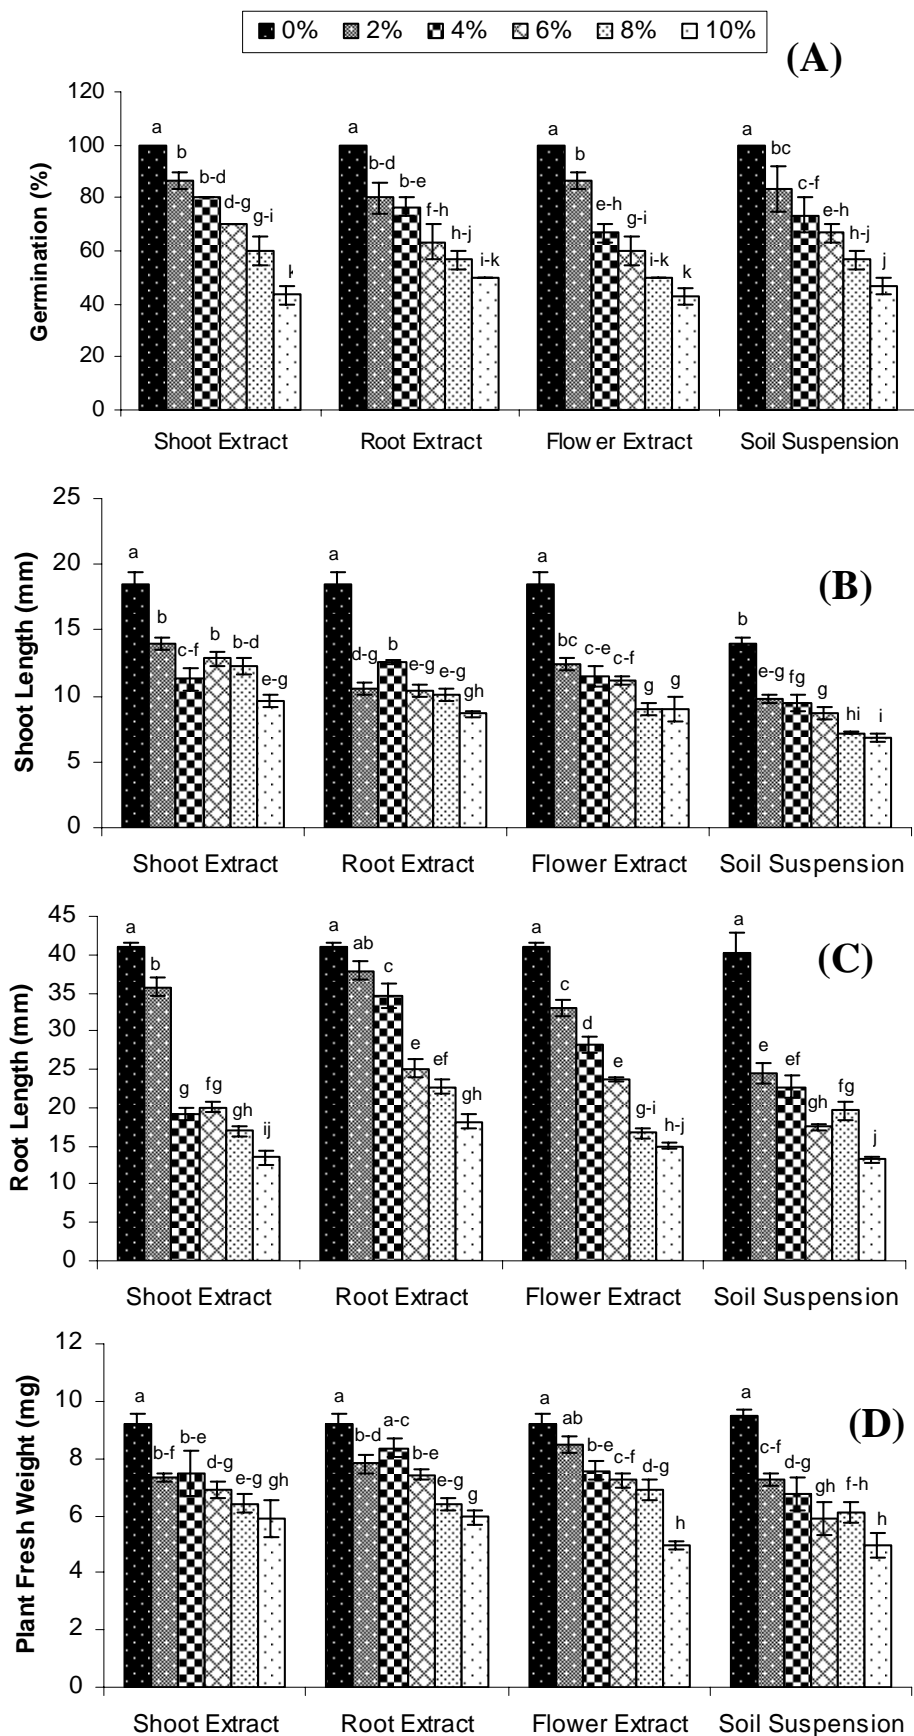 0% 2% 4% 6% 8% 10%
(A)
Germination (%)
120
100
80
60
40
20
0
a b b-d d-g g-i k
a b-d b-e f-h h-j i-k
a b e-h g-i i-k k
a bc c-f e-h h-j j
Shoot Extract Root Extract Flower Extract Soil Suspension
(B)
Shoot Length (mm)
25
20
15
10
5
0
a b c-f b b-d e-g
a d-g b e-g e-g gh
a bc c-e c-f g g
b e-g fg g hi i
Shoot Extract Root Extract Flower Extract Soil Suspension
(C)
Root Length (mm)
45
40
35
30
25
20
15
10
5
0
a b g fg gh ij
a ab c e ef gh
a c d e g-i h-j
a e ef gh fg j
Shoot Extract Root Extract Flower Extract Soil Suspension
(D)
Plant Fresh Weight (mg)
12
10
8
6
4
2
0
a b-f b-e d-g e-g gh
a b-d a-c b-e e-g g
a ab b-e c-f d-g h
a c-f d-g gh f-h h
Shoot Extract Root Extract Flower Extract Soil Suspension